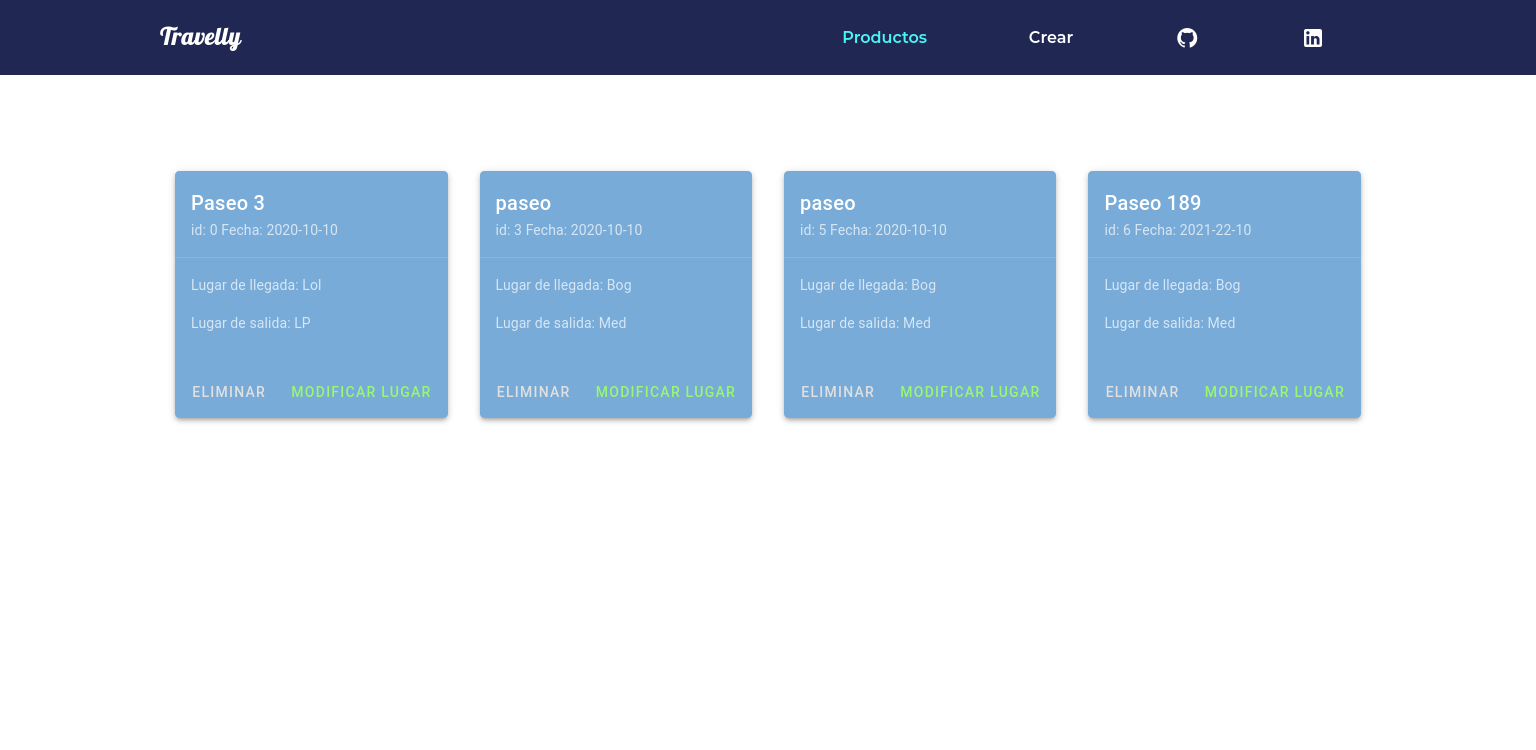 Travelly
Productos
Crear
Paseo 3
id: 0 Fecha: 2020-10-10
Lugar de llegada: Lol
Lugar de salida: LP
ELIMINAR
MODIFICAR LUGAR
paseo
id: 3 Fecha: 2020-10-10
Lugar de llegada: Bog
Lugar de salida: Med
ELIMINAR
MODIFICAR LUGAR
paseo
id: 5 Fecha: 2020-10-10
Lugar de llegada: Bog
Lugar de salida: Med
ELIMINAR
MODIFICAR LUGAR
Paseo 189
id: 6 Fecha: 2021-22-10
Lugar de llegada: Bog
Lugar de salida: Med
ELIMINAR
MODIFICAR LUGAR